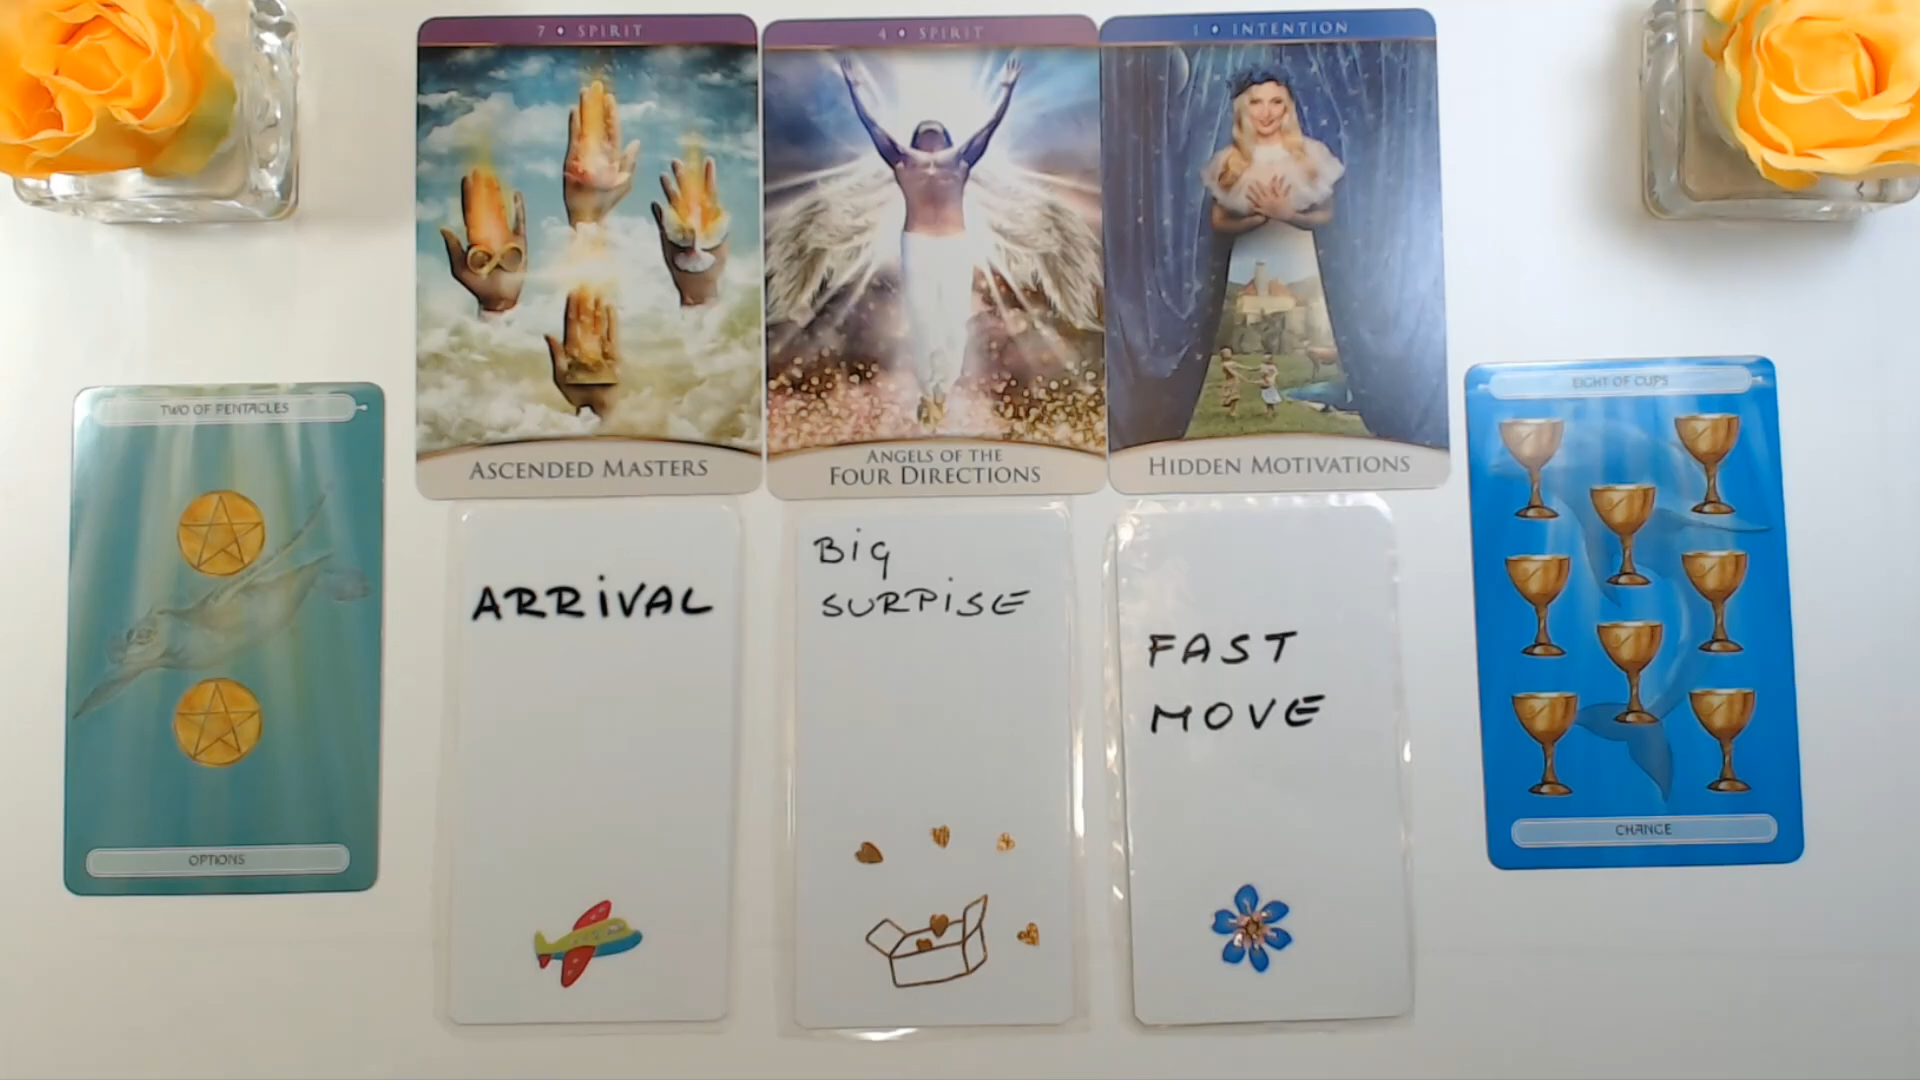 7 • SPIRIT
ASCENDED MASTERS
4 • SPIRIT
ANGELS OF THE
FOUR DIRECTIONS
1 • INTENTION
HIDDEN MOTIVATIONS
TWO OF PENTACLES
OPTIONS
ARRIVAL
Big
SURPISE
FAST
MOVE
EIGHT OF CUPS
CHANGE